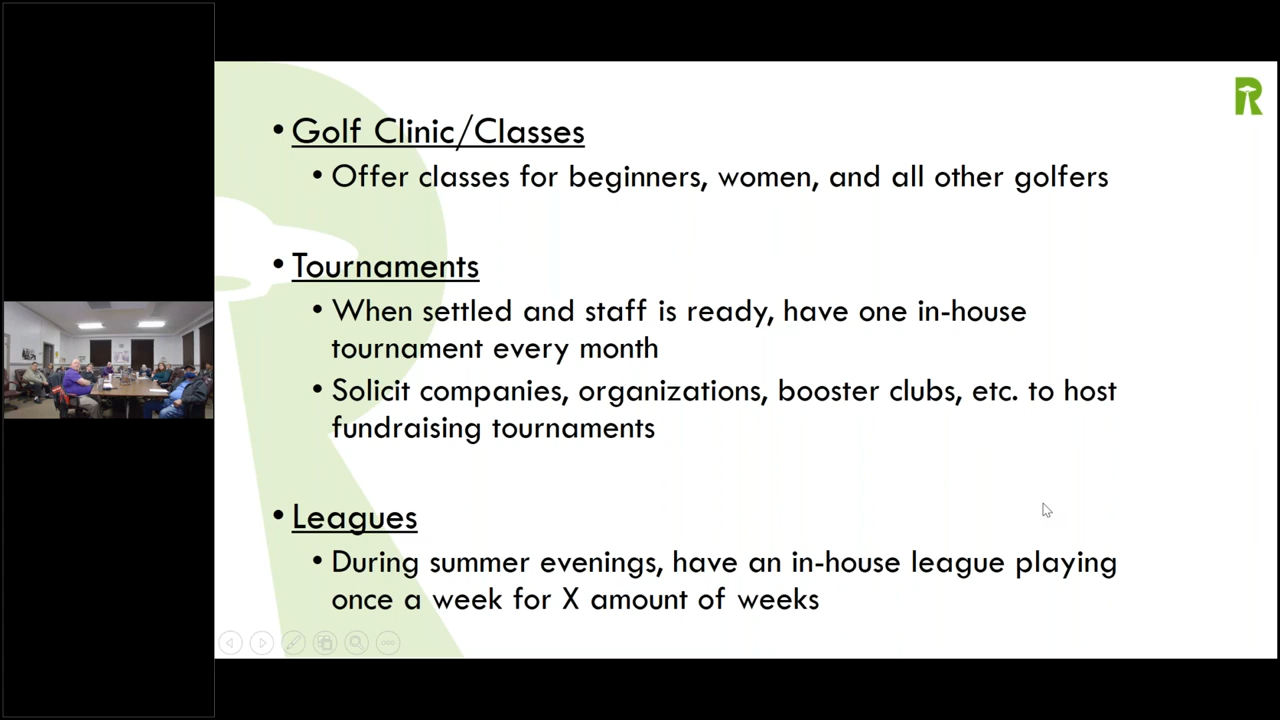 • Golf Clinic/Classes
• Offer classes for beginners, women, and all other golfers
• Tournaments
• When settled and staff is ready, have one in-house
tournament every month
• Solicit companies, organizations, booster clubs, etc. to host
fundraising tournaments
• Leagues
• During summer evenings, have an in-house league playing
once a week for X amount of weeks
R